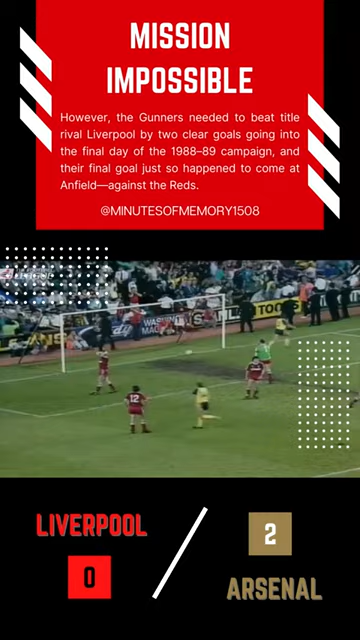 MISSION
IMPOSSIBLE
However, the Gunners needed to beat title
rival Liverpool by two clear goals going into
the final day of the 1988–89 campaign, and
their final goal just so happened to come at
Anfield—against the Reds.
@MINUTESOFMEMORY1508
12
LIVERPOOL
0
2
ARSENAL